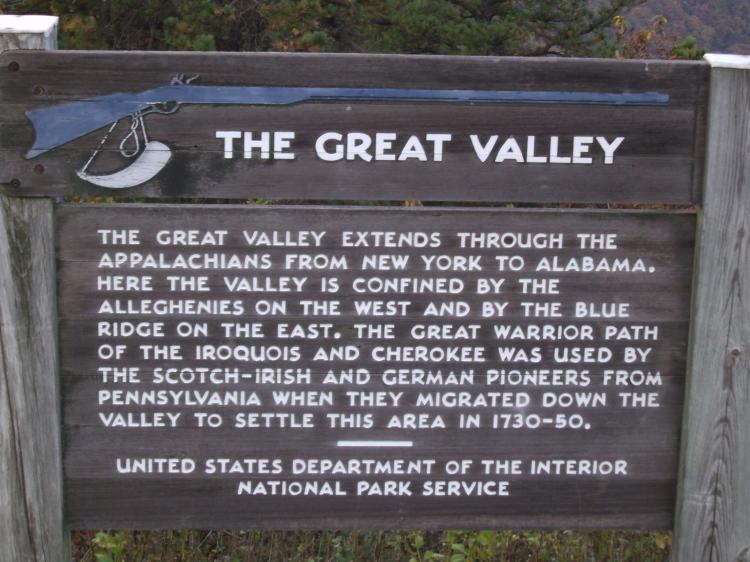 THE GREAT VALLEY
THE GREAT VALLEY EXTENDS THROUGH THE
APPALACHIANS FROM NEW YORK TO ALABAMA.
HERE THE VALLEY IS CONFINED BY THE
ALLEGHENIES ON THE WEST AND BY THE BLUE
RIDGE ON THE EAST. THE GREAT WARRIOR PATH
OF THE IROQUOIS AND CHEROKEE WAS USED BY
THE SCOTCH-IRISH AND GERMAN PIONEERS FROM
PENNSYLVANIA WHEN THEY MIGRATED DOWN THE
VALLEY TO SETTLE THIS AREA IN 1730-50.
UNITED STATES DEPARTMENT OF THE INTERIOR
NATIONAL PARK SERVICE